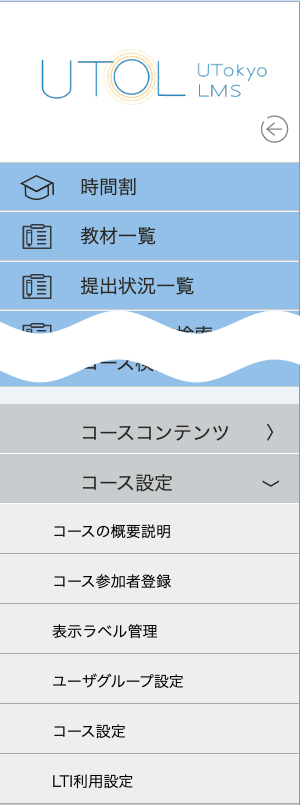 UTOL
UTokyo
LMS
時間割
教材一覧
提出状況一覧
コースコンテンツ
コース設定
コースの概要説明
コース参加者登録
表示ラベル管理
ユーザグループ設定
コース設定
LTI利用設定